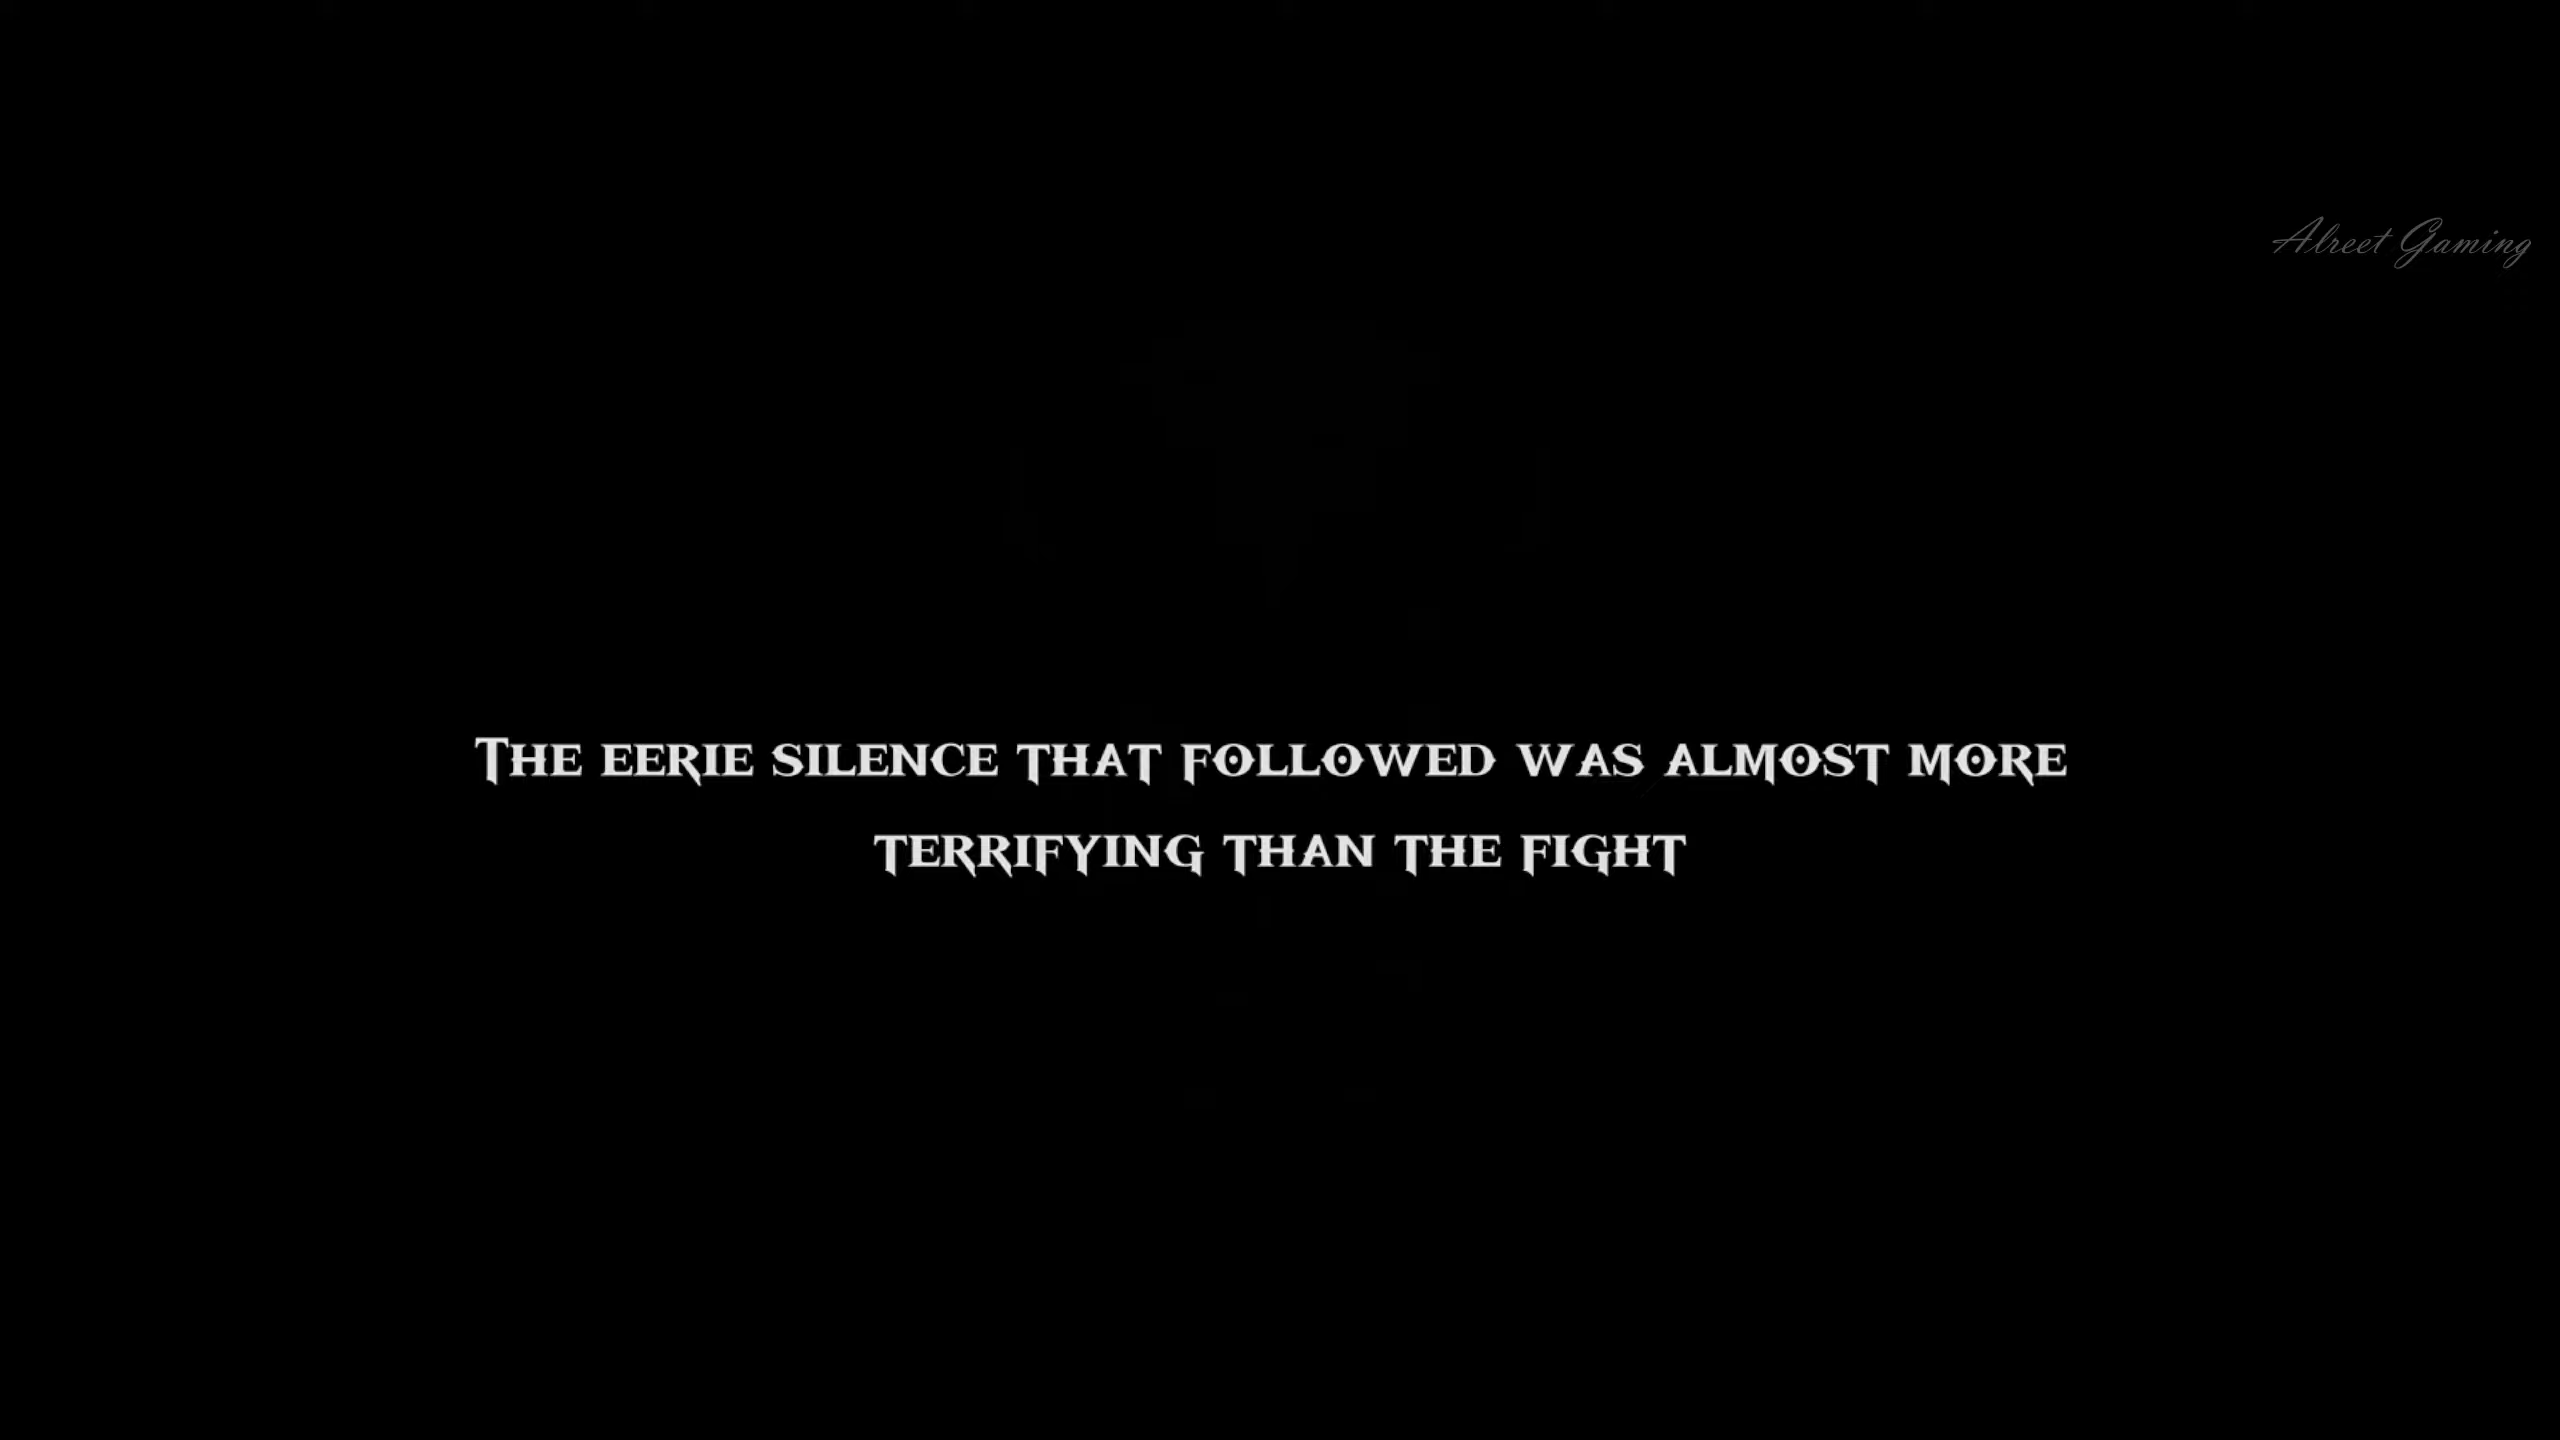 Alreet Gaming
The eerie silence that followed was almost more
terrifying than the fight